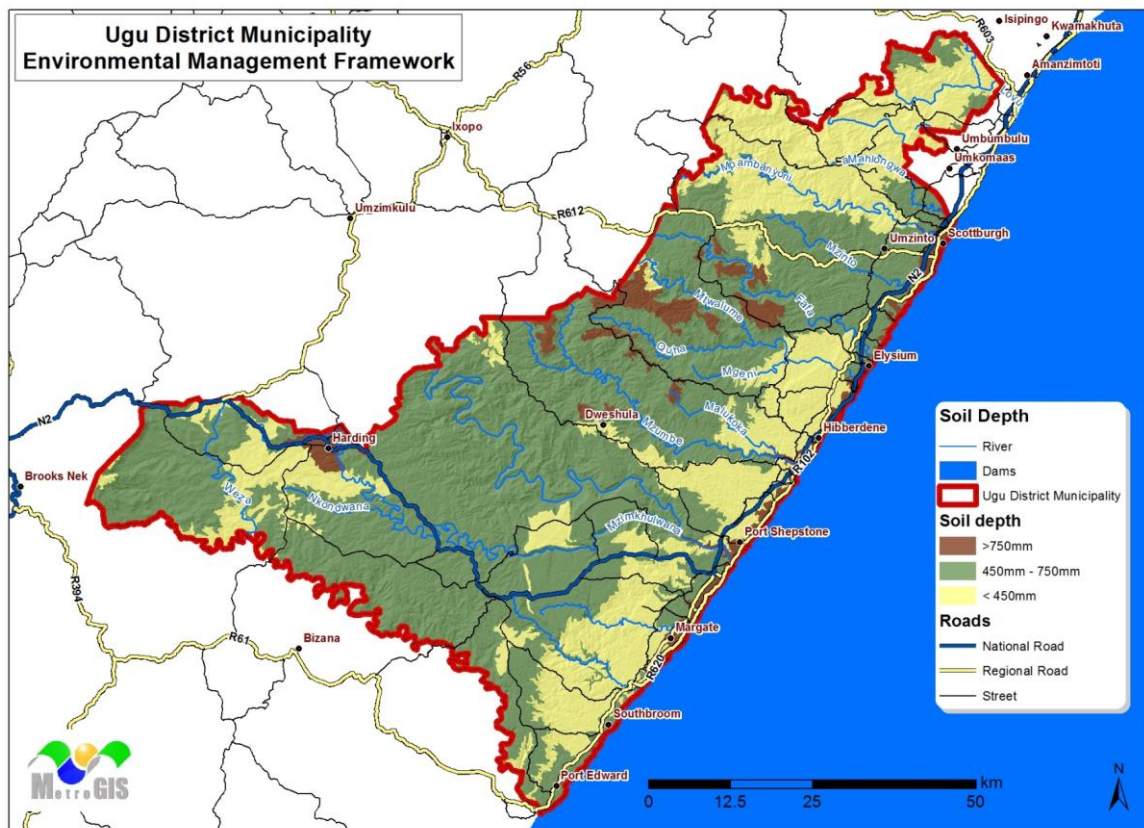 Ugu District Municipality
Environmental Management Framework
R603
Isipingo
Kwamakhuta
Amanzimtoti
R56
Lovu
Ixopo
Umbumbulu
Umkomaas
aMahlongwa
Mpambanyoni
Umzimkulu
R612
Umzinto
Scottburgh
Mzinto
N2
Fafa
Mtwalume
Quha
Mgeni
Elysium
Malukoka
Dweshula
Mzumbe
Hibberdene
R102
N2
Harding
Brooks Nek
Weza
Nkondwana
Mzimkhulwana
Port Shepstone
R394
R61
Bizana
Margate
R620
Southbroom
Port Edward
Soil Depth
River
Dams
Ugu District Municipality
Soil depth
>750mm
450mm - 750mm
< 450mm
Roads
National Road
Regional Road
Street
MetroGIS
km
0 12.5 25 50
N